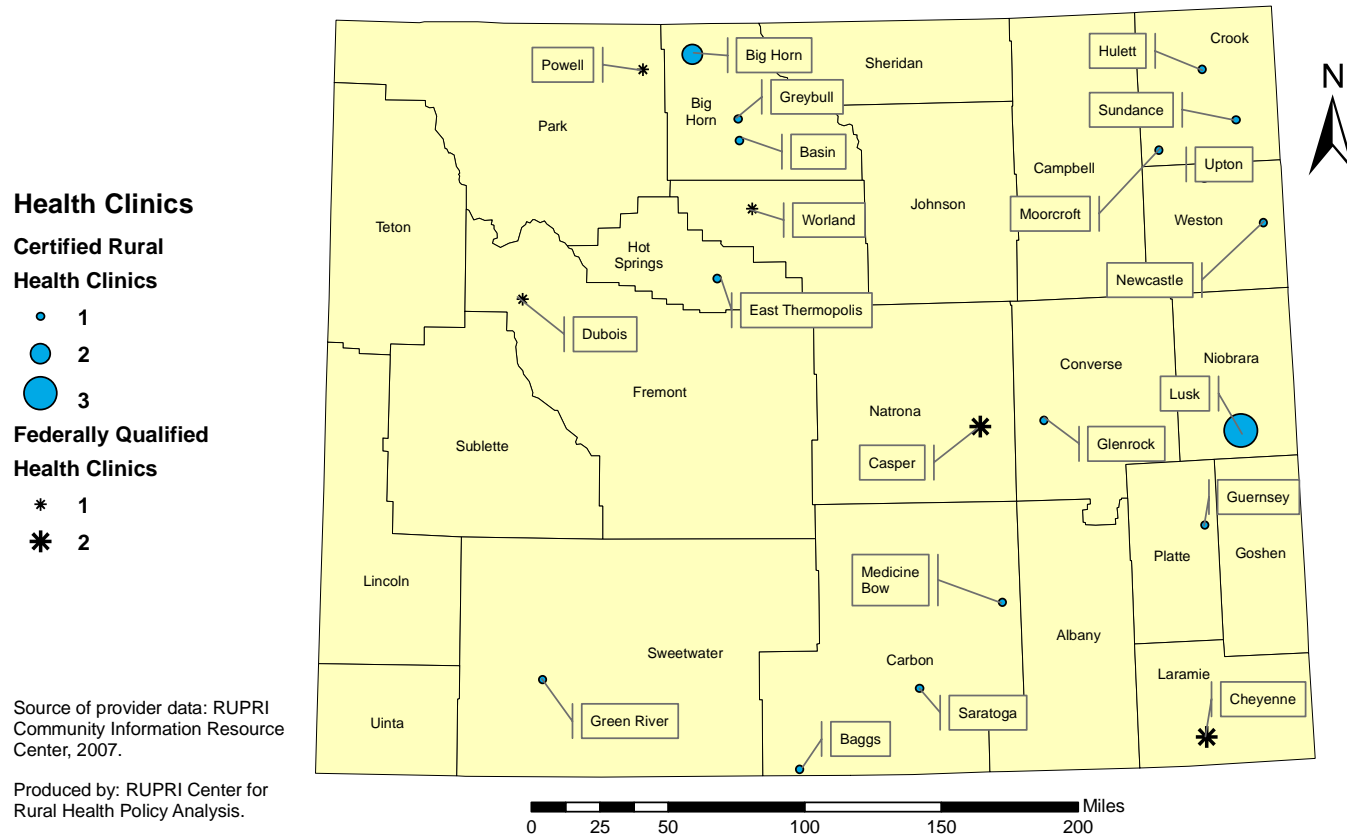 Health Clinics
Certified Rural
Health Clinics
1
2
3
Federally Qualified
Health Clinics
1
2
Source of provider data: RUPRI
Community Information Resource
Center, 2007.
Produced by: RUPRI Center for
Rural Health Policy Analysis.
Powell
Park
Big Horn
Big
Horn
Greybull
Basin
Sheridan
Hulett
Crook
Sundance
Campbell
Upton
Moorcroft
Weston
Newcastle
Teton
Johnson
Worland
Hot
Springs
East Thermopolis
Dubois
Fremont
Sublette
Natrona
Casper
Converse
Glenrock
Niobrara
Lusk
Guernsey
Platte
Goshen
Lincoln
Medicine
Bow
Albany
Sweetwater
Carbon
Saratoga
Laramie
Cheyenne
Uinta
Green River
Baggs
N
Miles
0 25 50 100 150 200